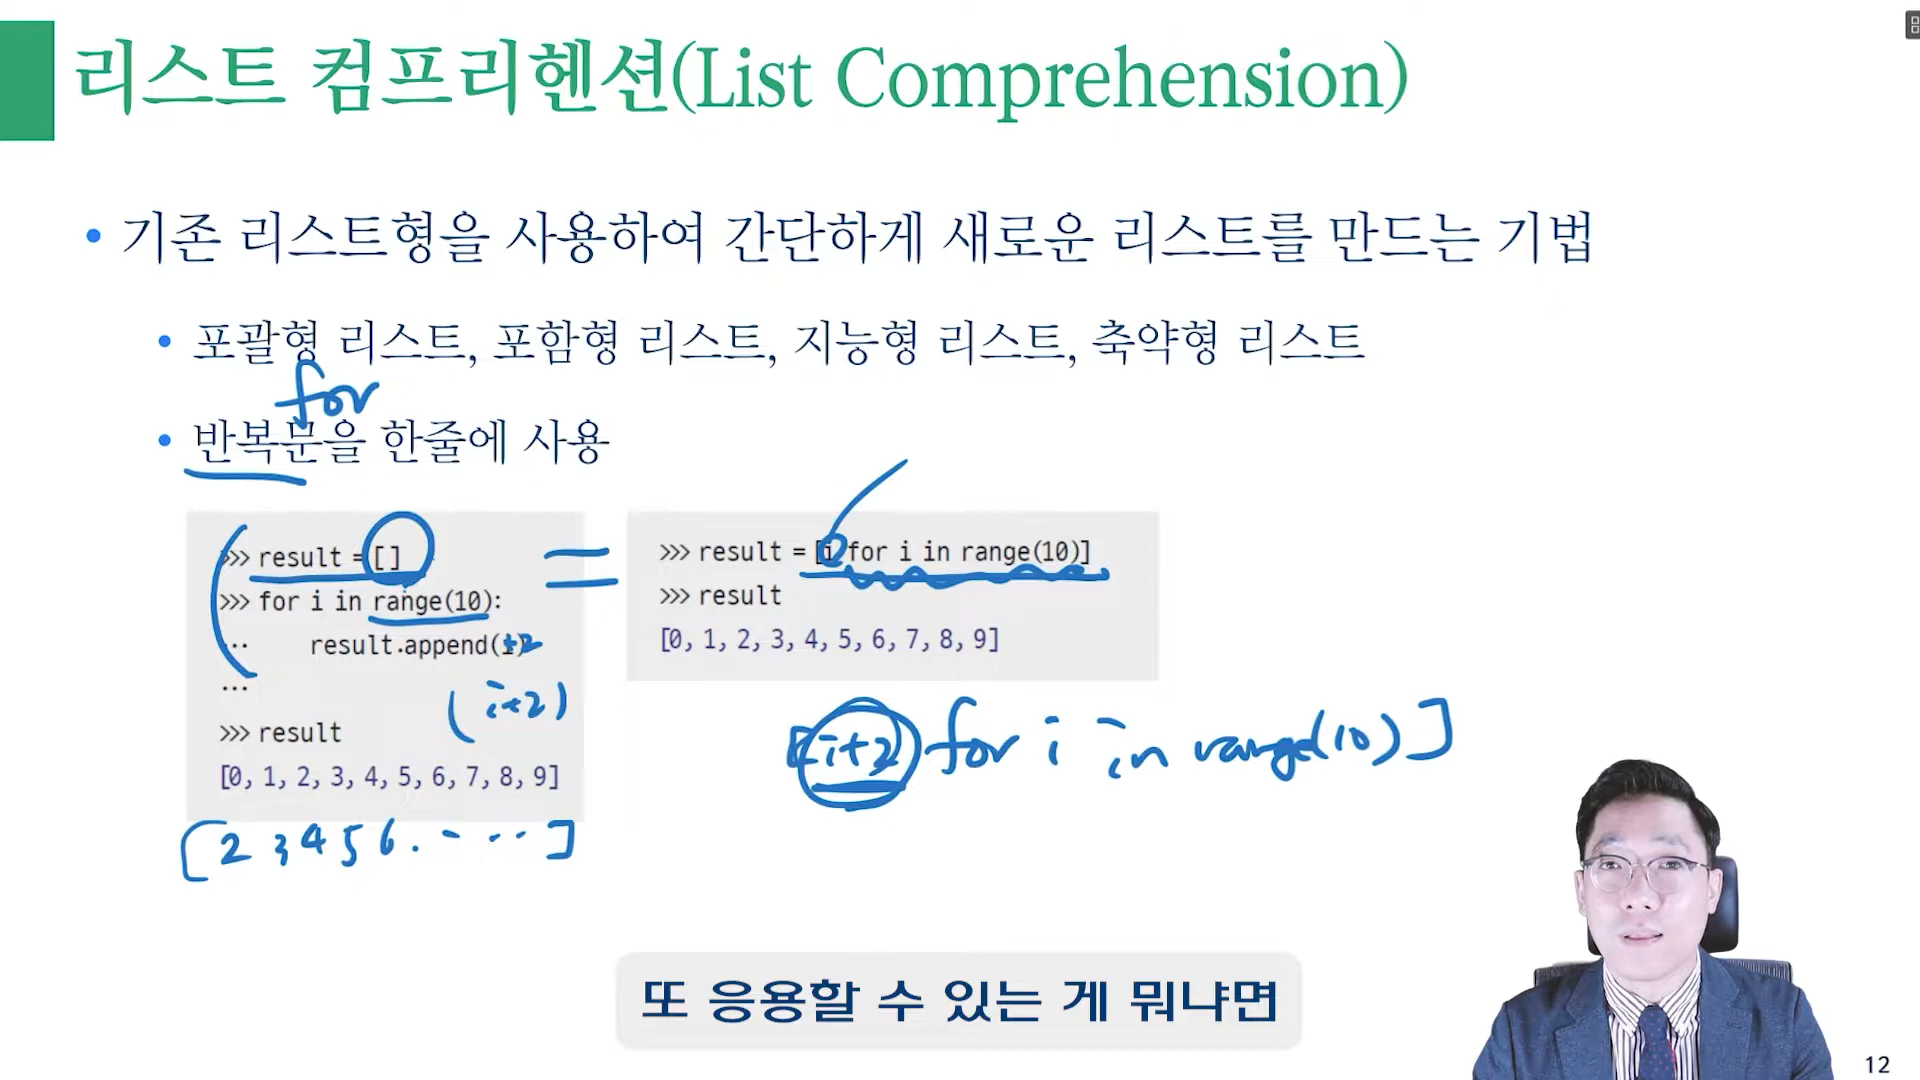 리스트 컴프리헨션(List Comprehension)
• 기존 리스트형을 사용하여 간단하게 새로운 리스트를 만드는 기법
• 포괄형 리스트, 포함형 리스트, 지능형 리스트, 축약형 리스트
for
• 반복문을 한줄에 사용
>>> result = []
>>> for i in range(10):
... result.append(i)
+2
...
(i+2)
>>> result
[0, 1, 2, 3, 4, 5, 6, 7, 8, 9]
[2 3 4 5 6 . - - ·· ]
=
>>> result = [i for i in range(10)]
>>> result
[0, 1, 2, 3, 4, 5, 6, 7, 8, 9]
[i+2 for i in range(10)]
또 응용할 수 있는 게 뭐냐면
12